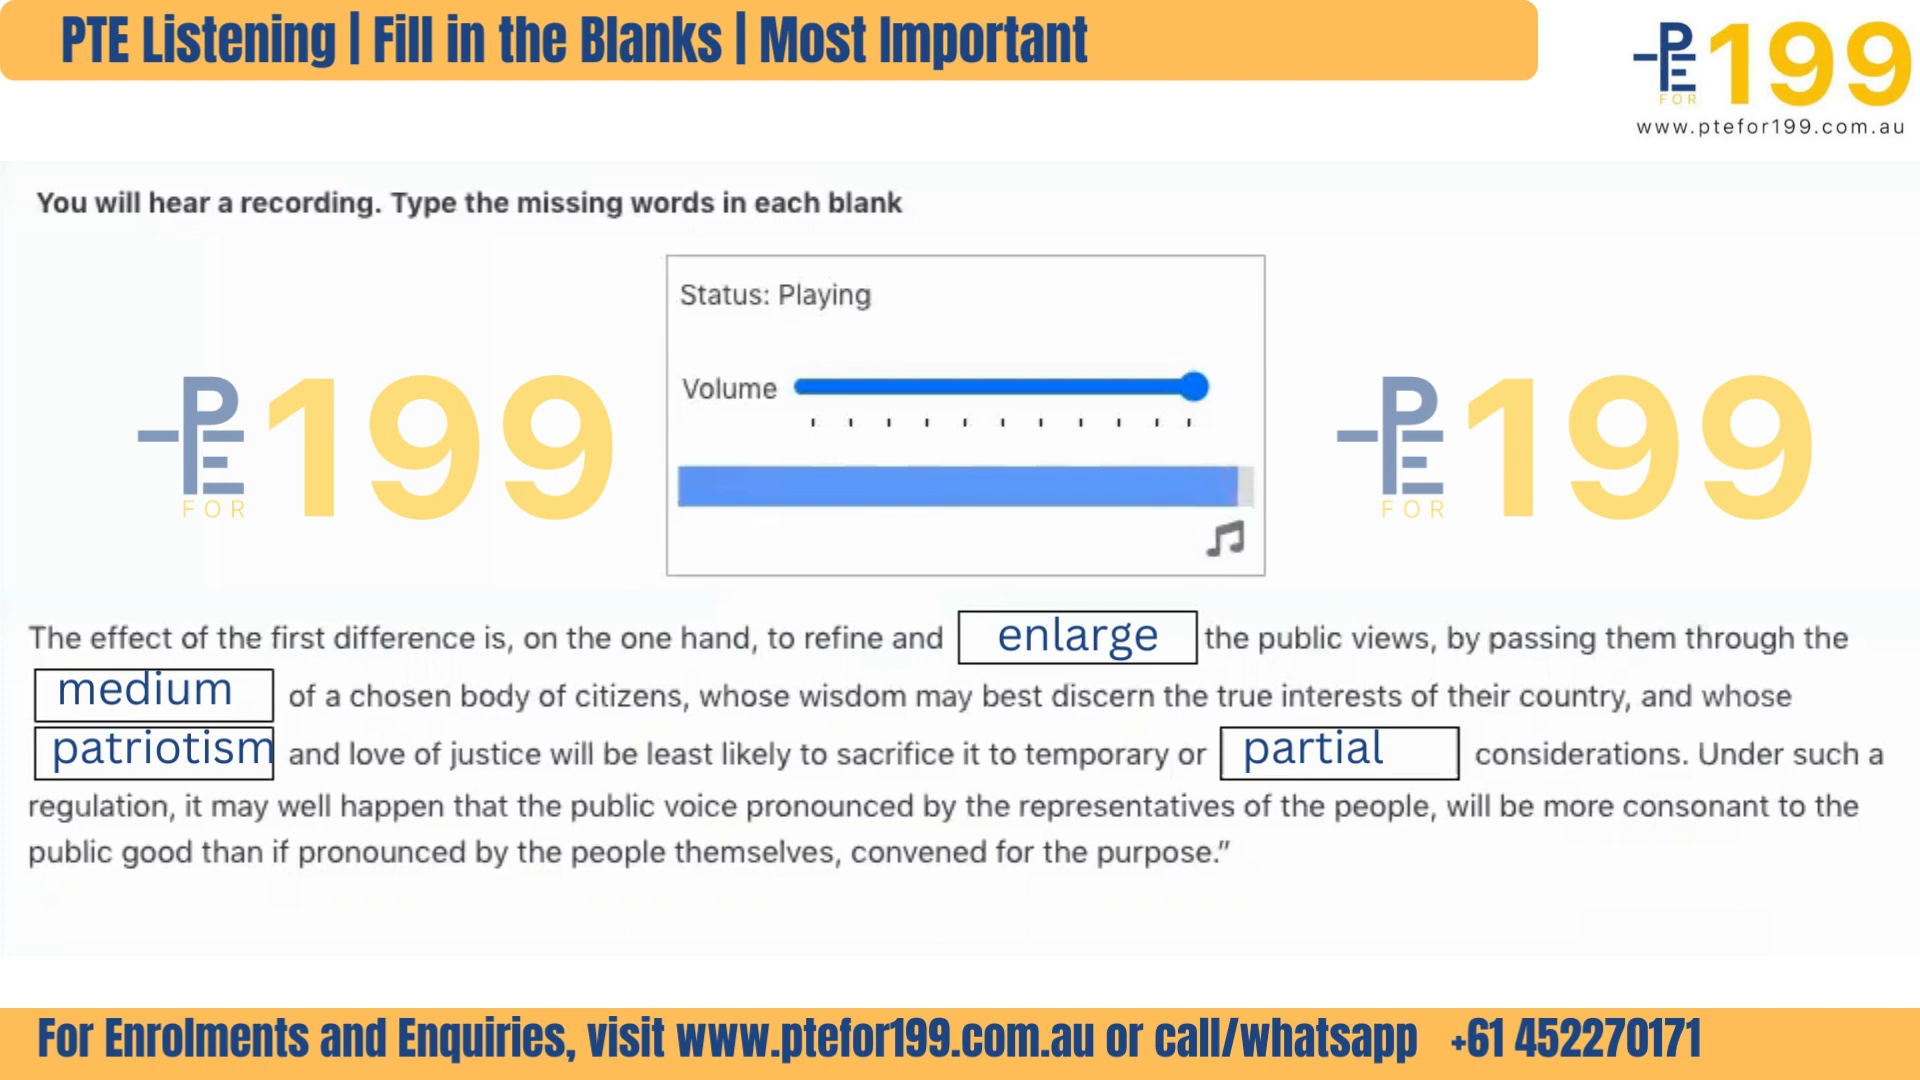 PTE Listening | Fill in the Blanks | Most Important
PE 199
FOR
www.ptefor199.com.au
You will hear a recording. Type the missing words in each blank
Status: Playing
Volume
PE 199
FOR
PE 199
FOR
The effect of the first difference is, on the one hand, to refine and enlarge the public views, by passing them through the
medium of a chosen body of citizens, whose wisdom may best discern the true interests of their country, and whose
patriotism and love of justice will be least likely to sacrifice it to temporary or partial considerations. Under such a
regulation, it may well happen that the public voice pronounced by the representatives of the people, will be more consonant to the
public good than if pronounced by the people themselves, convened for the purpose.”
For Enrolments and Enquiries, visit www.ptefor199.com.au or call/whatsapp +61 452270171